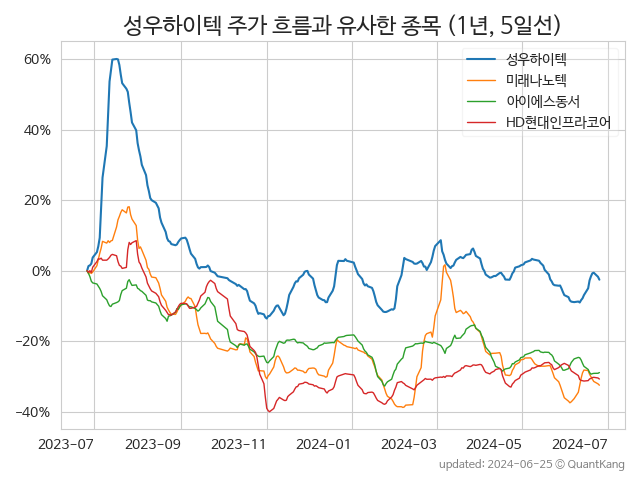 성우하이텍 주가 흐름과 유사한 종목 (1년, 5일선)
성우하이텍
미래나노텍
아이에스동서
HD현대인프라코어
60%
40%
20%
0%
−20%
−40%
2023-07 2023-09 2023-11 2024-01 2024-03 2024-05 2024-07
updated: 2024-06-25 © QuantKang